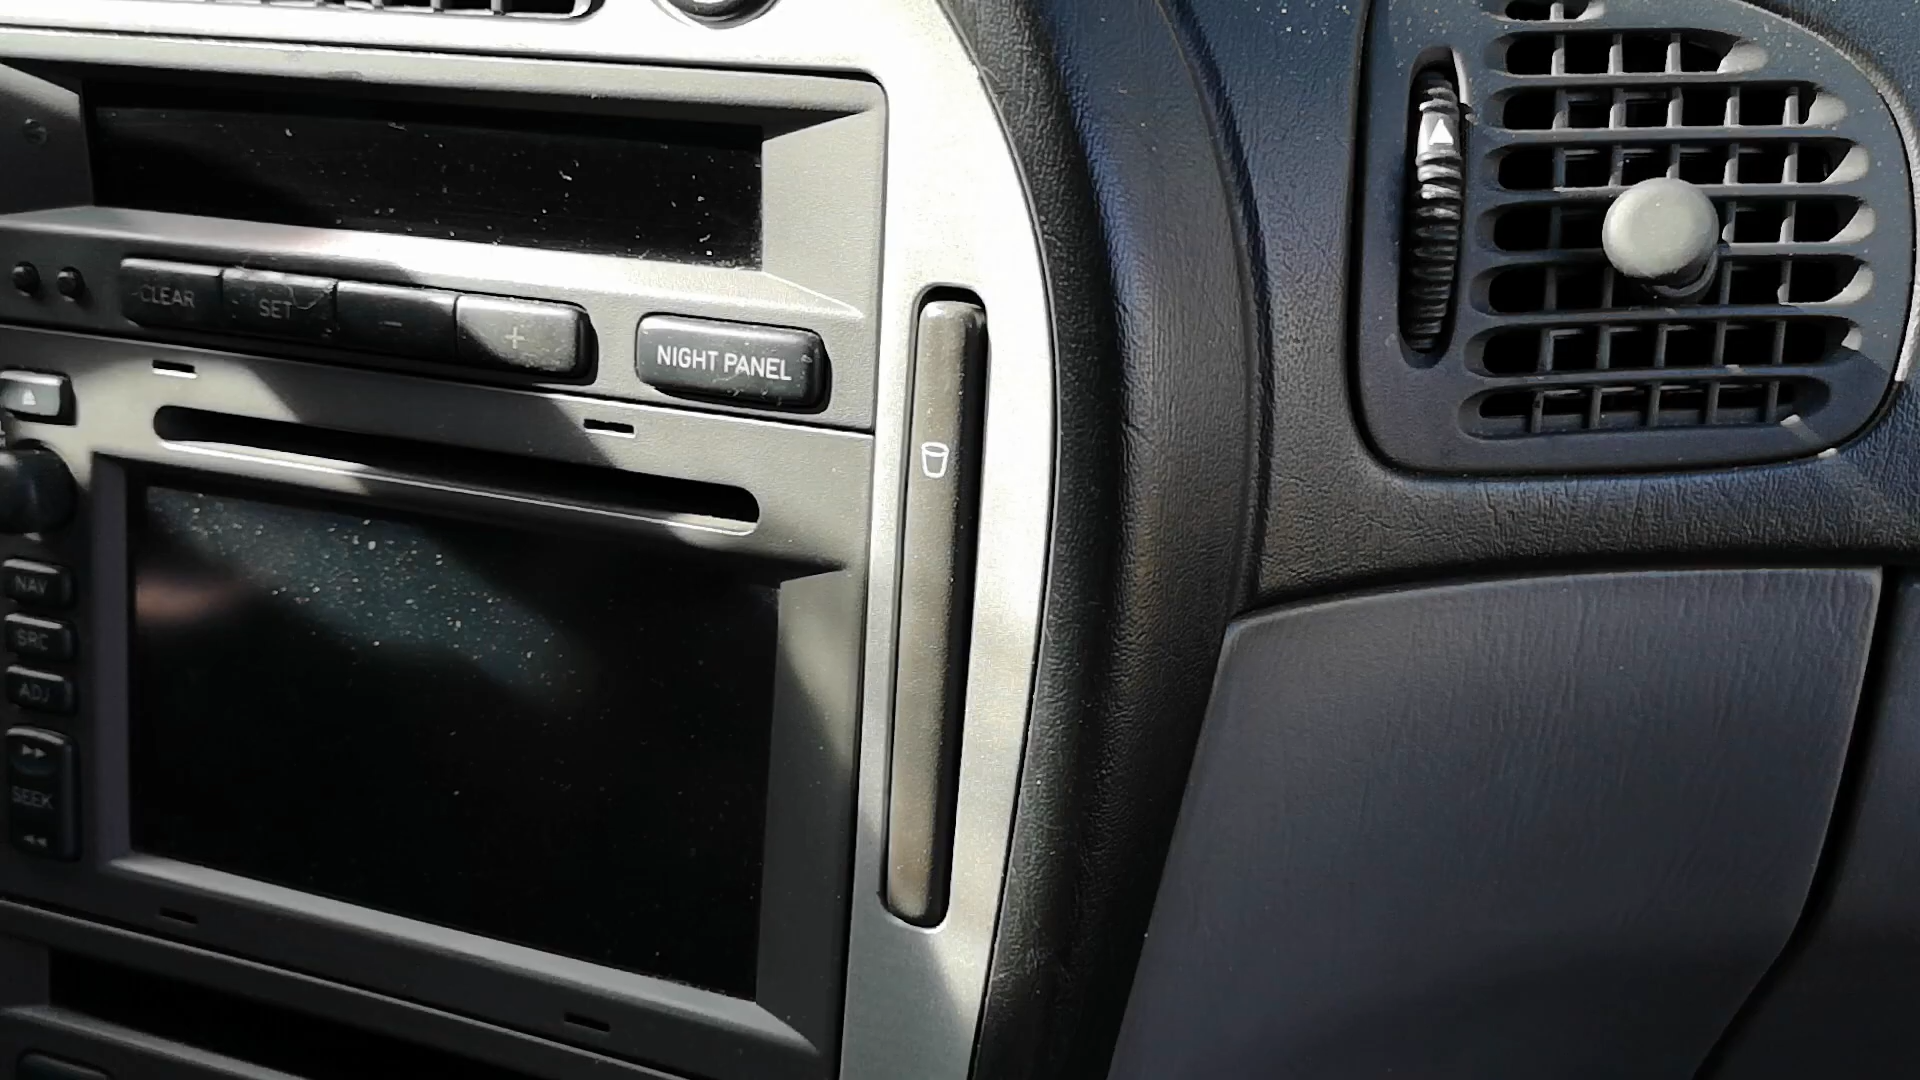 CLEAR
SET
−
+
NIGHT PANEL
NAV
SRC
ADJ
SEEK